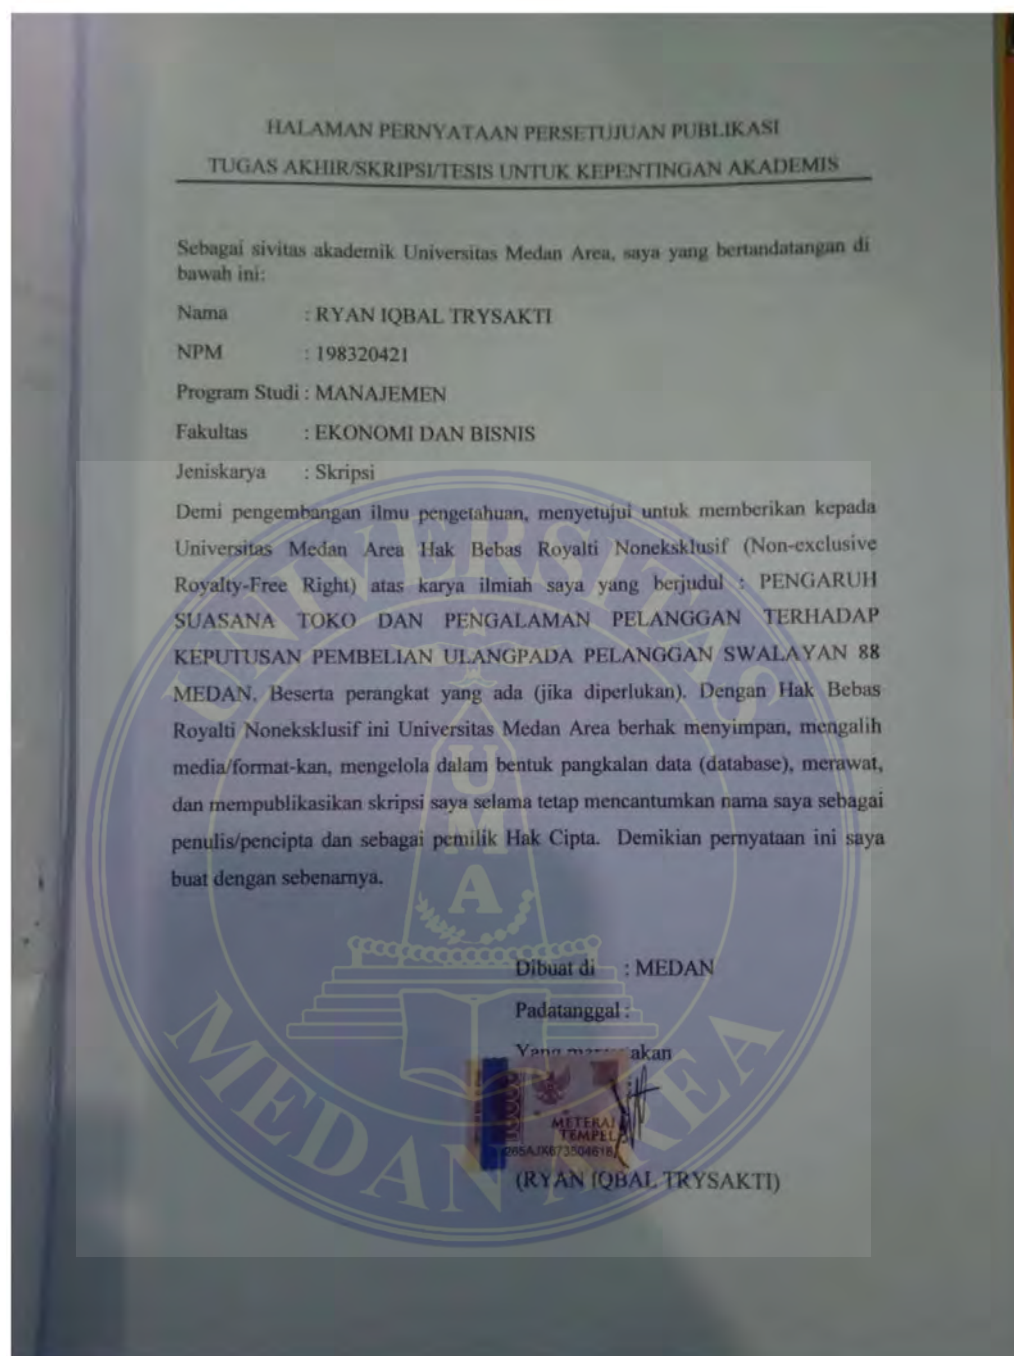 HALAMAN PERNYATAAN PERSETUJUAN PUBLIKASI
TUGAS AKHIR/SKRIPSI/TESIS UNTUK KEPENTINGAN AKADEMIS
Sebagai sivitas akademik Universitas Medan Area, saya yang bertandatangan di
bawah ini:
Nama : RYAN IQBAL TRYSAKTI
NPM : 198320421
Program Studi : MANAJEMEN
Fakultas : EKONOMI DAN BISNIS
Jeniskarya : Skripsi
Demi pengembangan ilmu pengetahuan, menyetujui untuk memberikan kepada
Universitas Medan Area Hak Bebas Royalti Noneksklusif (Non-exclusive
Royalty-Free Right) atas karya ilmiah saya yang berjudul : PENGARUH
SUASANA TOKO DAN PENGALAMAN PELANGGAN TERHADAP
KEPUTUSAN PEMBELIAN ULANGPADA PELANGGAN SWALAYAN 88
MEDAN. Beserta perangkat yang ada (jika diperlukan). Dengan Hak Bebas
Royalti Noneksklusif ini Universitas Medan Area berhak menyimpan, mengalih
media/format-kan, mengelola dalam bentuk pangkalan data (database), merawat,
dan mempublikasikan skripsi saya selama tetap mencantumkan nama saya sebagai
penulis/pencipta dan sebagai pemilik Hak Cipta. Demikian pernyataan ini saya
buat dengan sebenarnya.
Dibuat di : MEDAN
Padatanggal :
Yang
10000
METERAI
TEMPEL
265AJX673504618
(RYAN IQBAL TRYSAKTI)
UNIVERSITAS
MEDAN AREA
UMA